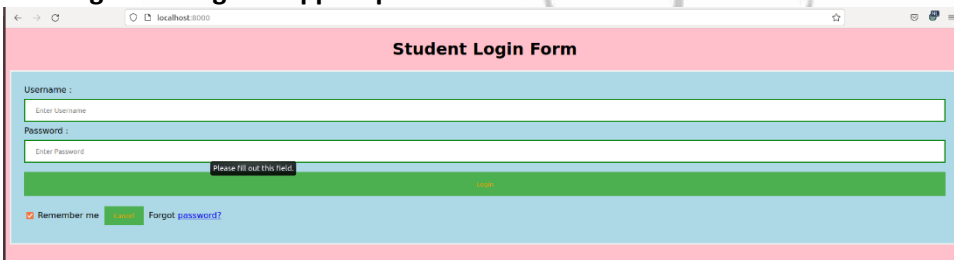 localhost:8000
Student Login Form
Username :
Enter Username
Password :
Enter Password
Please fill out this field.
Login
Remember me Cancel Forgot password?